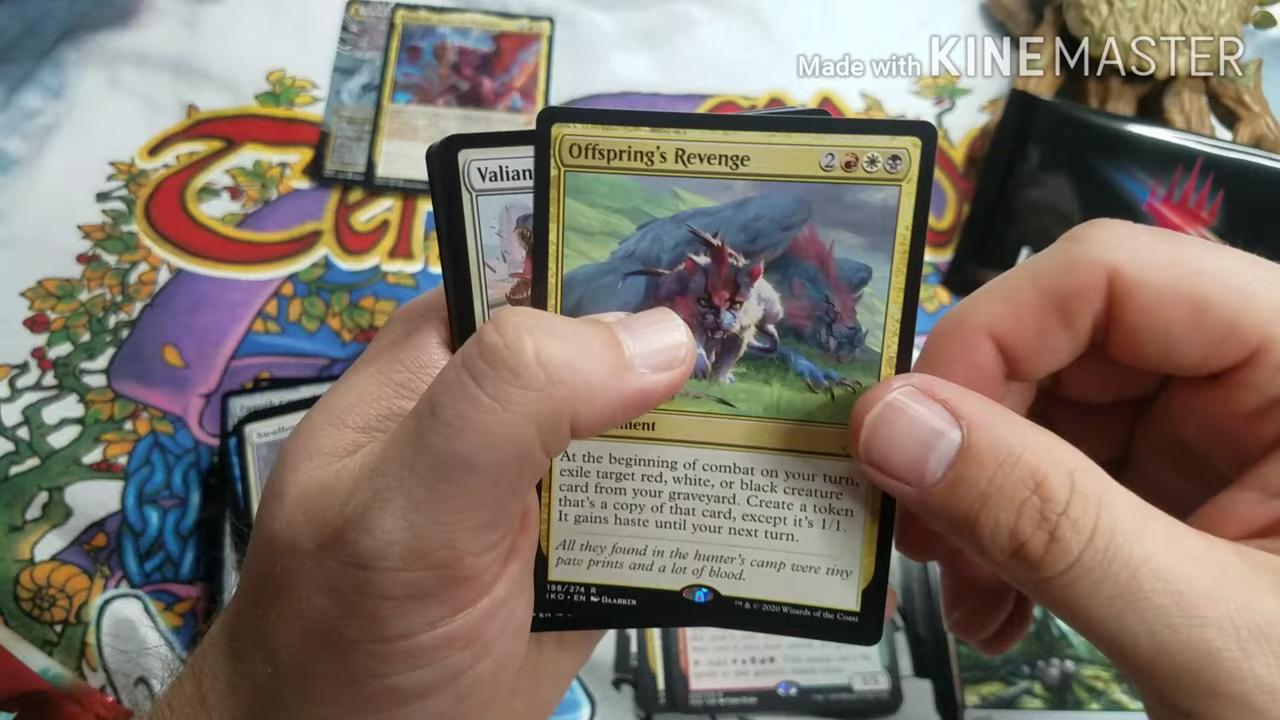 Made with KINEMASTER
Ter
Valian
Offspring's Revenge
2
ment
At the beginning of combat on your turn,
exile target red, white, or black creature
card from your graveyard. Create a token
that's a copy of that card, except it's 1/1.
It gains haste until your next turn.
All they found in the hunter's camp were tiny
paw prints and a lot of blood.
198/274 R
IKO • EN DAARKEN
™ & © 2020 Wizards of the Coast